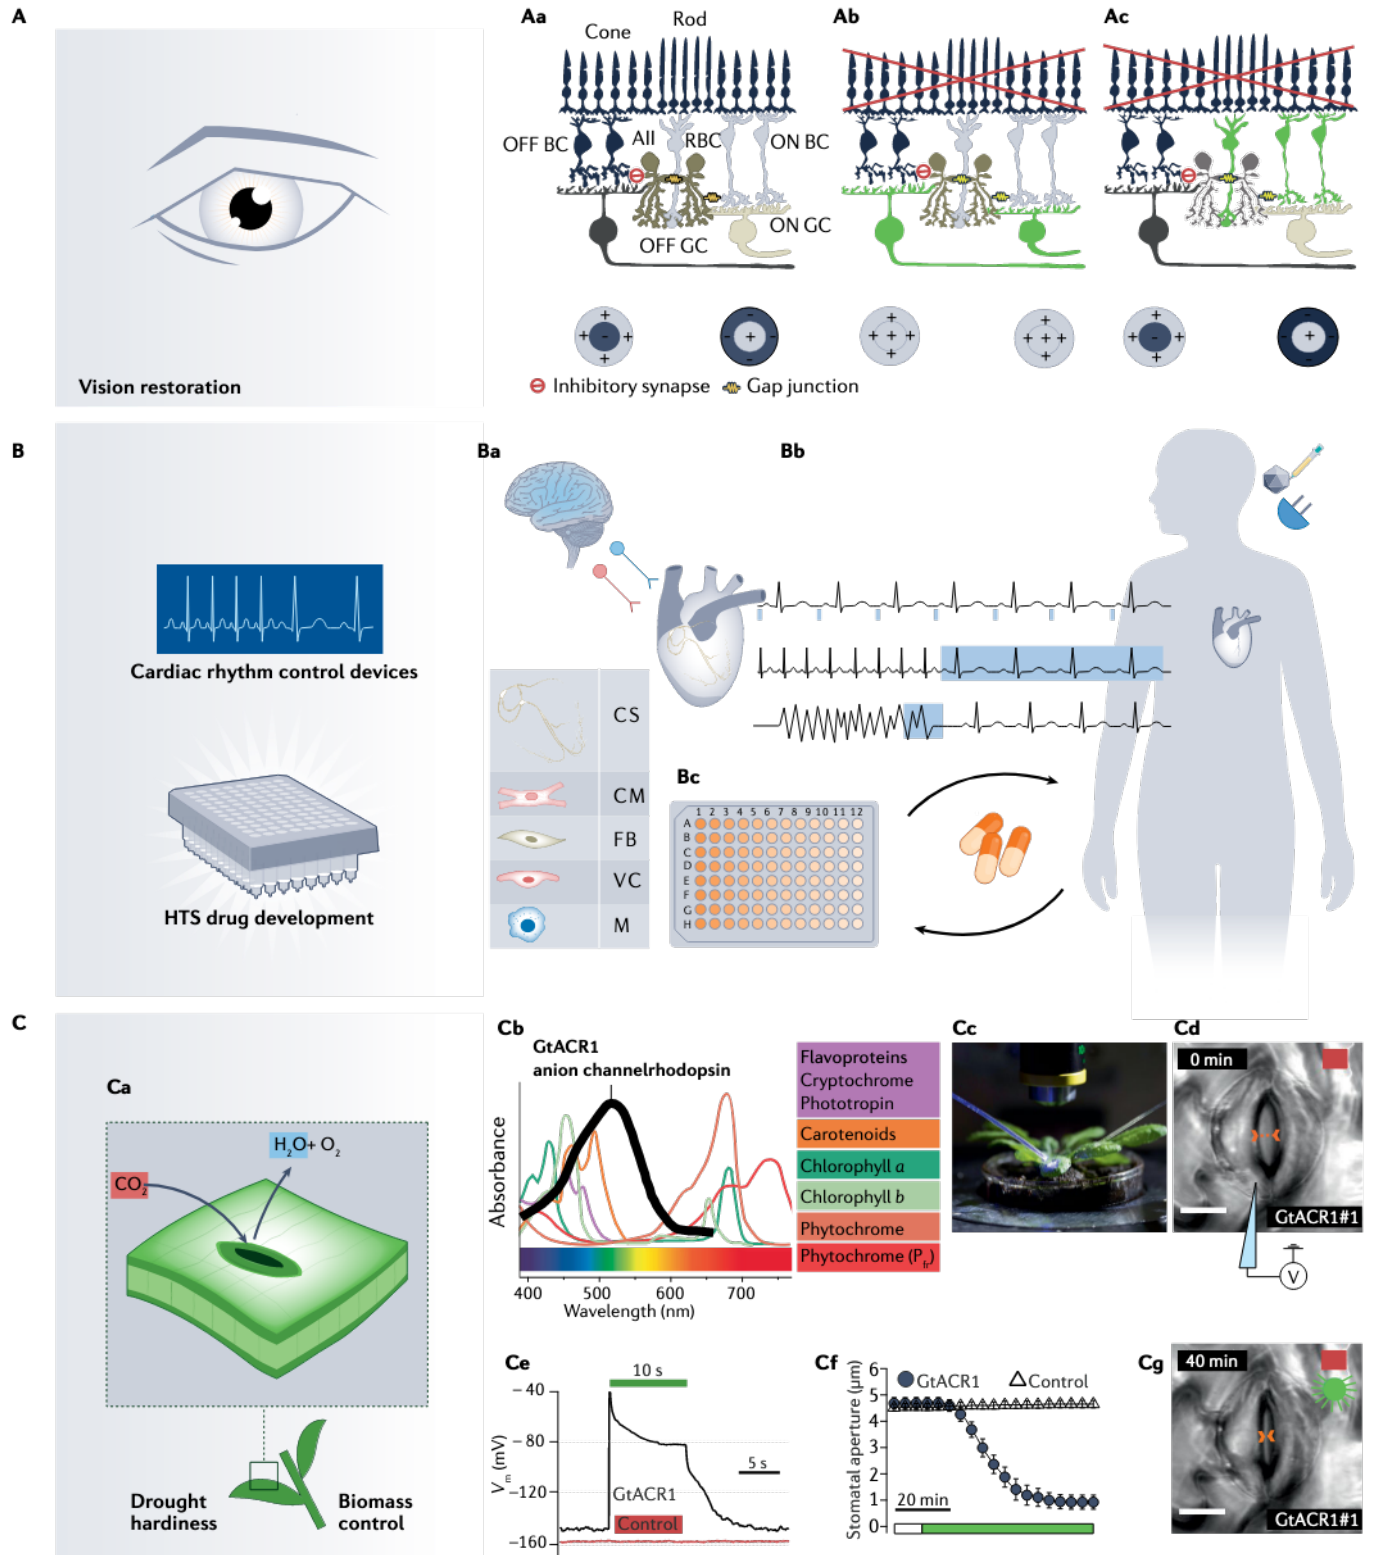 A
Aa
Ab
Ac
Rod
Cone
OFF BC
AII
RBC
ON BC
ON GC
OFF GC
+
+ - +
+
-
- + -
-
+
+ + +
+
+
+ + +
+
+
+ - +
+
-
- + -
-
Vision restoration
Inhibitory synapse
Gap junction
B
Ba
Bb
Cardiac rhythm control devices
HTS drug development
CS
CM
FB
VC
M
Bc
1 2 3 4 5 6 7 8 9 10 11 12
A
B
C
D
E
F
G
H
C
Ca
H₂O + O₂
CO₂
Drought
hardiness
Biomass
control
Cb
GtACR1
anion channelrhodopsin
Absorbance
400 500 600 700
Wavelength (nm)
Flavoproteins
Cryptochrome
Phototropin
Carotenoids
Chlorophyll a
Chlorophyll b
Phytochrome
Phytochrome (Pfr)
Cc
Cd
0 min
GtACR1#1
V
Ce
10 s
−40
−80
−120
−160
Vm (mV)
5 s
GtACR1
Control
Cf
6
5
4
3
2
1
0
Stomatal aperture (μm)
GtACR1
Control
20 min
Cg
40 min
GtACR1#1